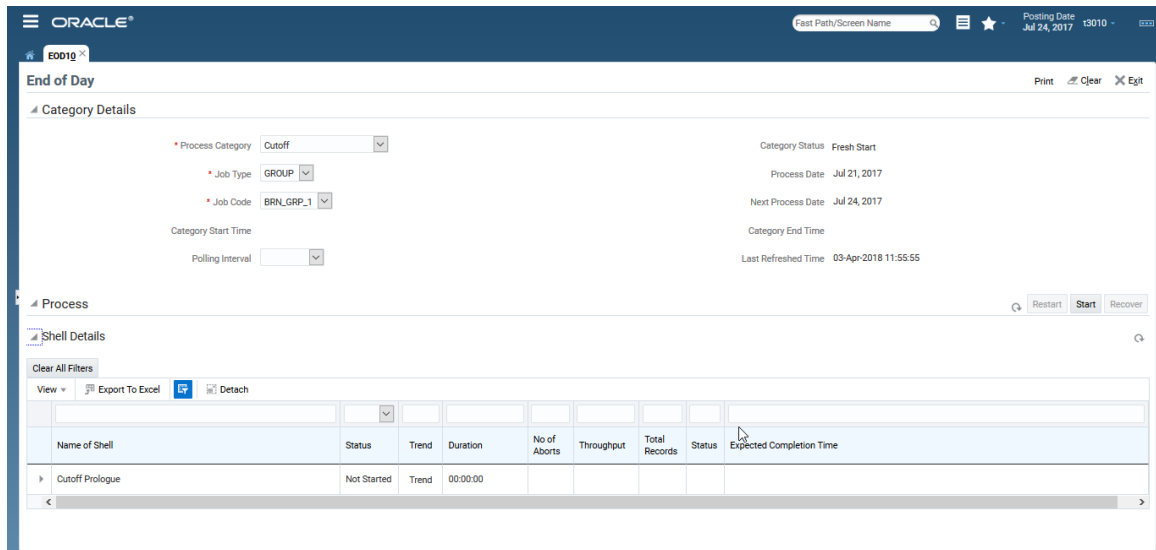 ORACLE®
Fast Path/Screen Name
Posting Date
Jul 24, 2017
t3010
EOD10
End of Day
Print Clear Exit
Category Details
* Process Category Cutoff
Category Status Fresh Start
* Job Type GROUP
Process Date Jul 21, 2017
* Job Code BRN_GRP_1
Next Process Date Jul 24, 2017
Category Start Time
Category End Time
Polling Interval
Last Refreshed Time 03-Apr-2018 11:55:55
Process
Restart Start Recover
Shell Details
Clear All Filters
View Export To Excel Detach
Name of Shell Status Trend Duration No of Aborts Throughput Total Records Status Expected Completion Time
Cutoff Prologue Not Started Trend 00:00:00